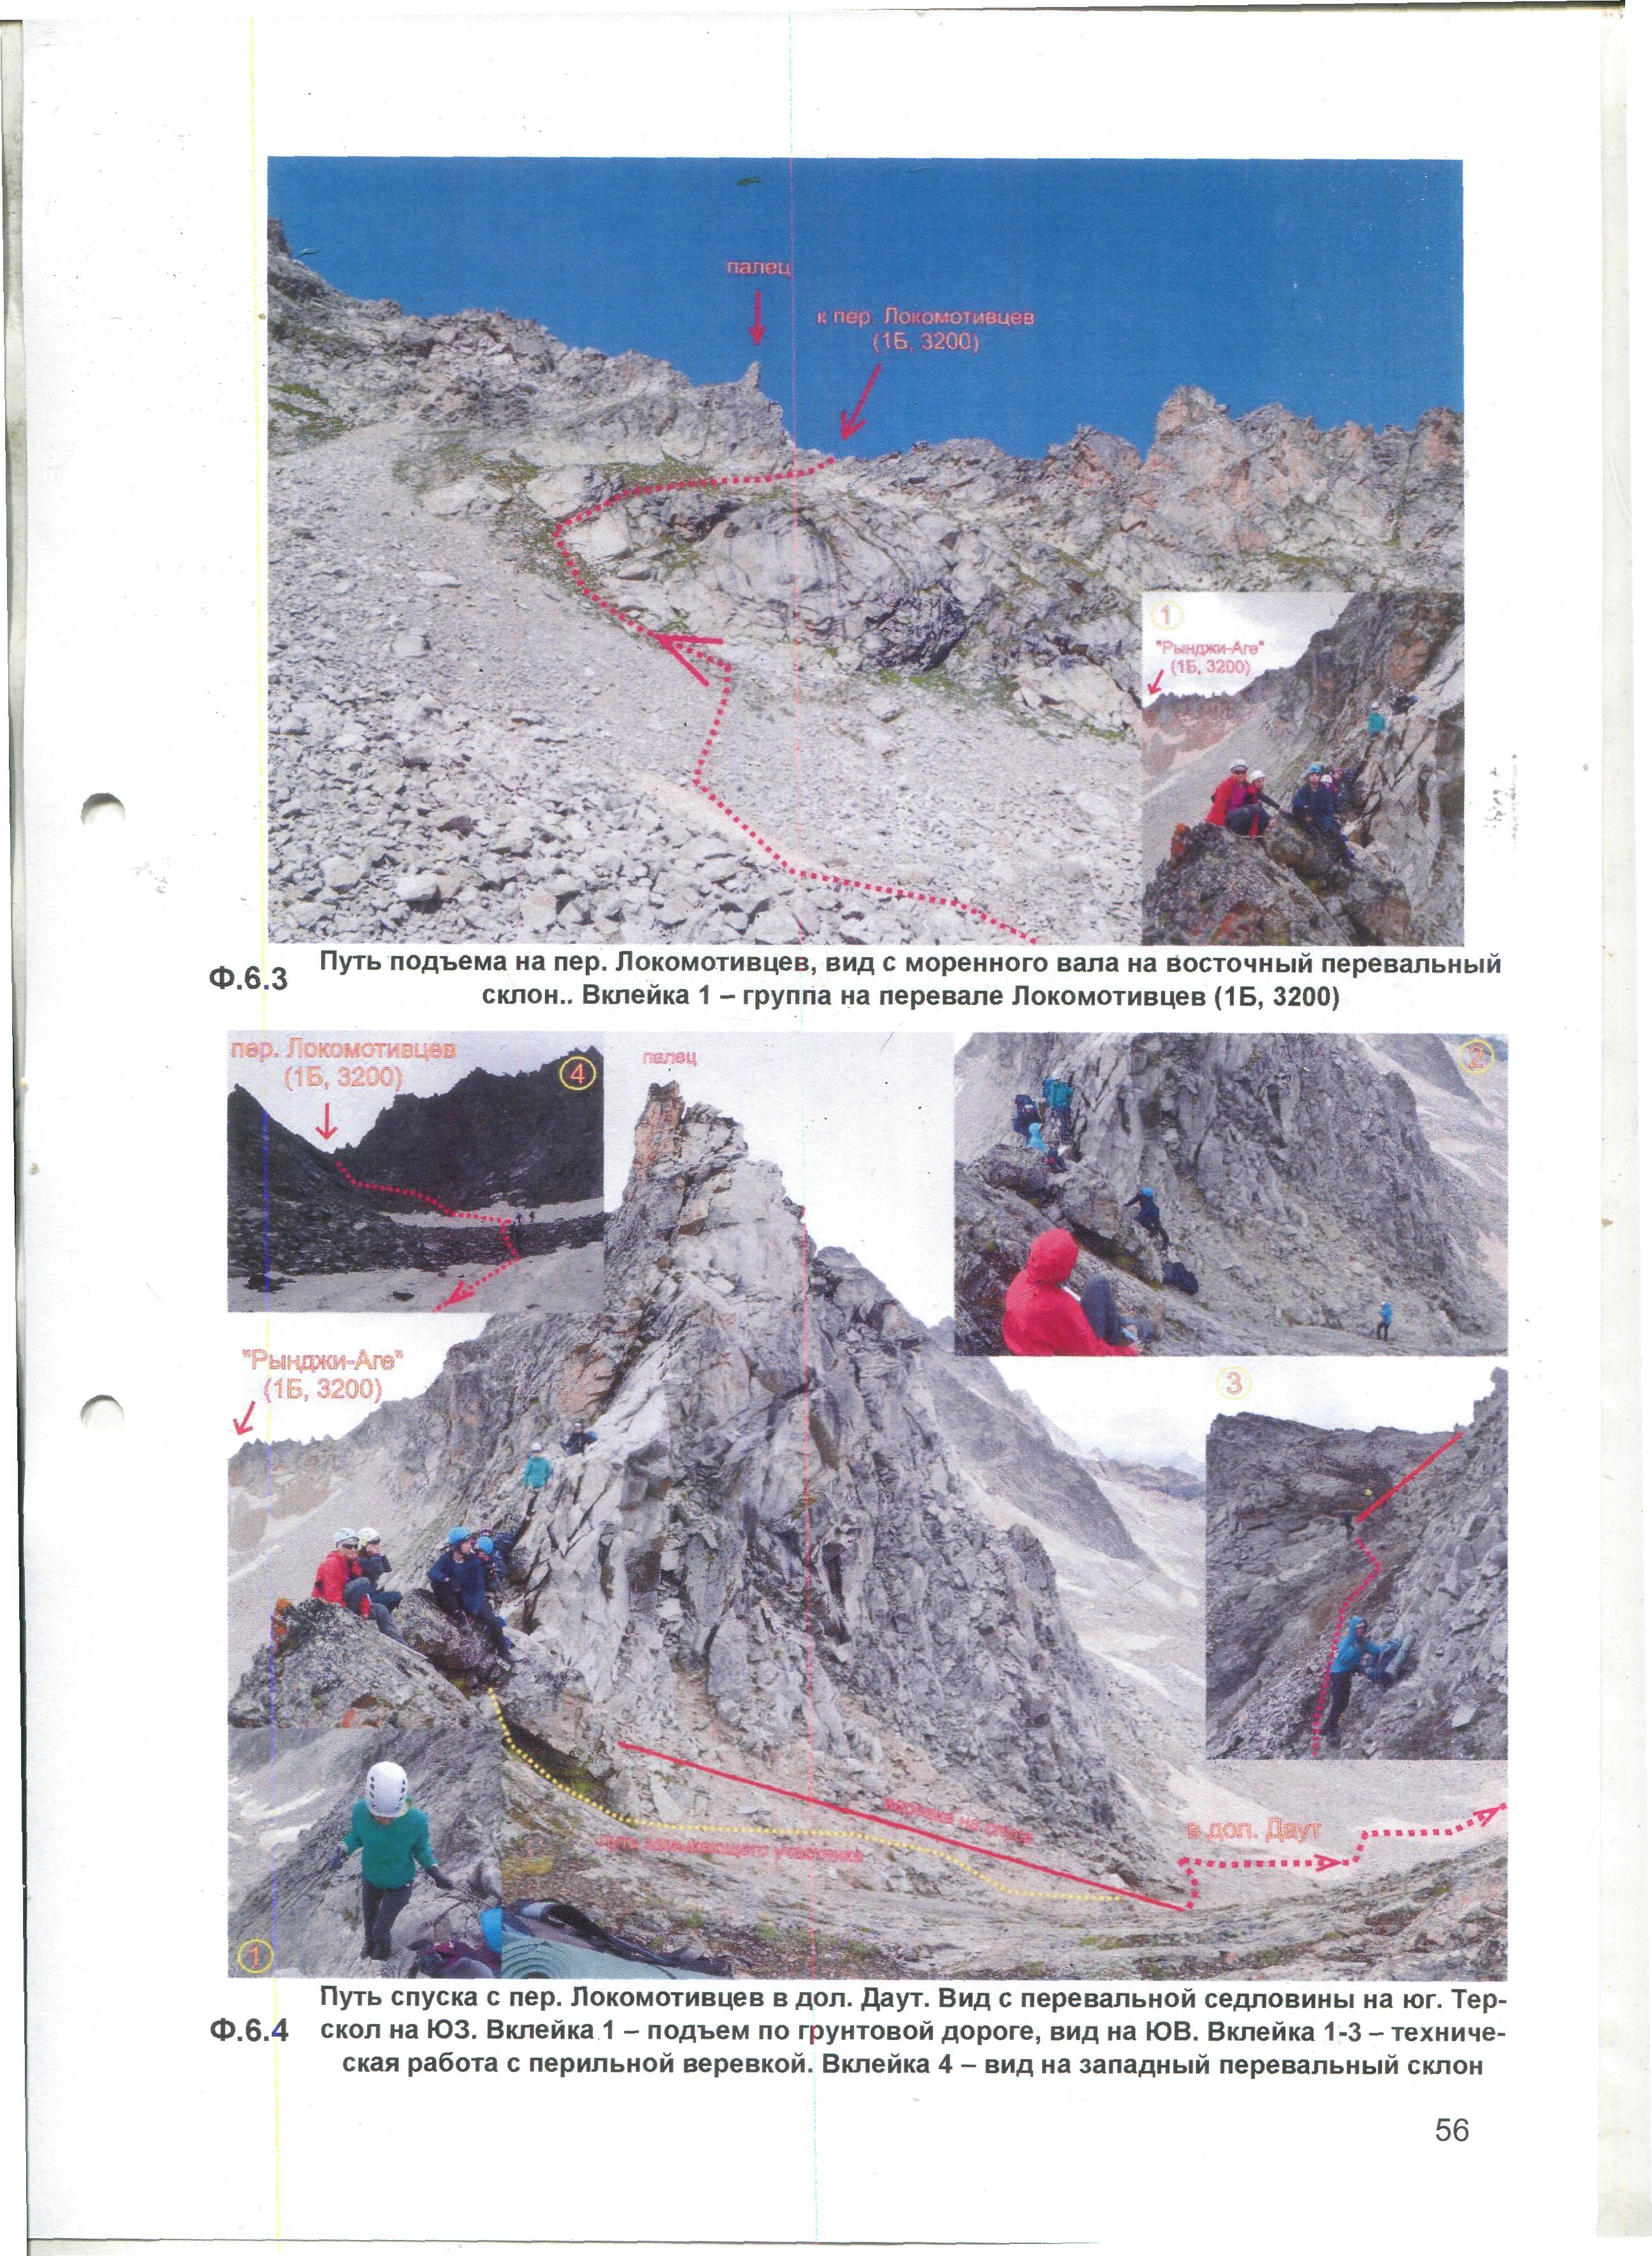 палец
к пер. Локомотивцев
(1Б, 3200)
1
"Рынджи-Аге"
(1Б, 3200)
Ф.6.3
Путь подъема на пер. Локомотивцев, вид с моренного вала на восточный перевальный
склон.. Вклейка 1 – группа на перевале Локомотивцев (1Б, 3200)
пер. Локомотивцев
(1Б, 3200)
4
палец
2
"Рынджи-Аге"
(1Б, 3200)
3
веревка на спуск
путь замыкающего участника
в дол. Даут
1
Ф.6.4
Путь спуска с пер. Локомотивцев в дол. Даут. Вид с перевальной седловины на юг. Тер-
скол на ЮЗ. Вклейка 1 – подъем по грунтовой дороге, вид на ЮВ. Вклейка 1-3 – техниче-
ская работа с перильной веревкой. Вклейка 4 – вид на западный перевальный склон
56